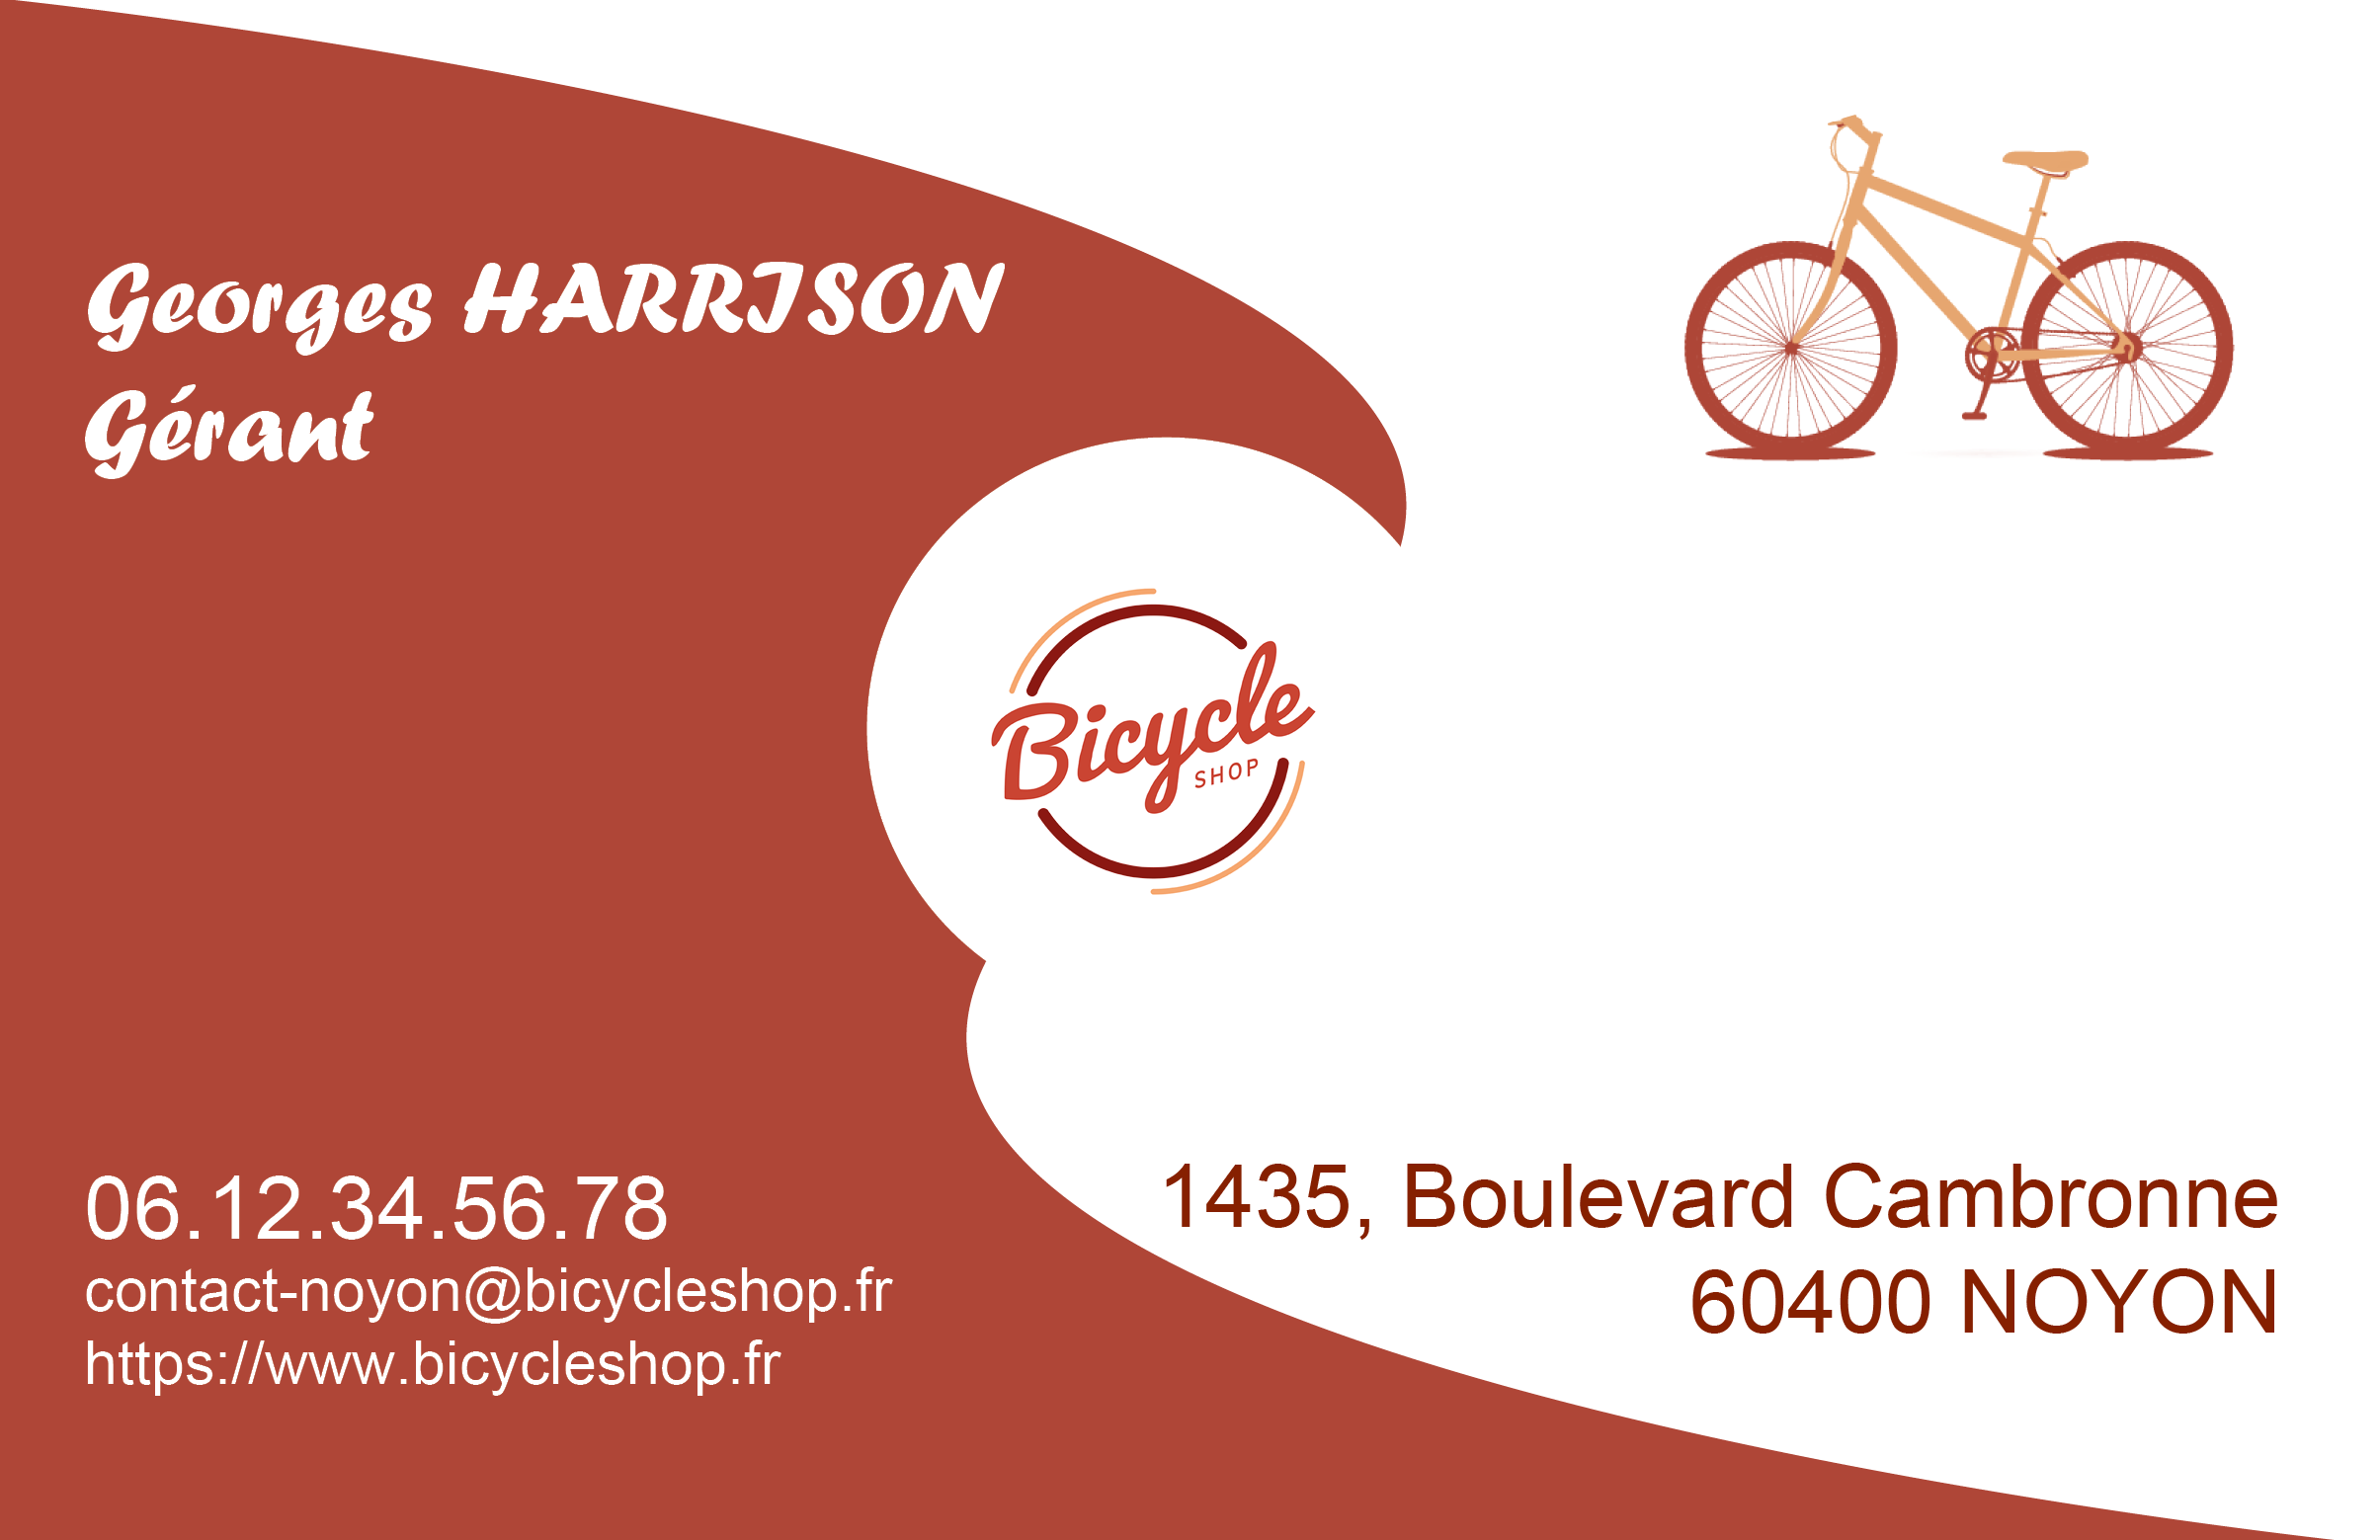 Georges HARRISON
Gérant
Bicycle
SHOP
06.12.34.56.78
contact-noyon@bicycleshop.fr
https://www.bicycleshop.fr
1435, Boulevard Cambronne
60400 NOYON